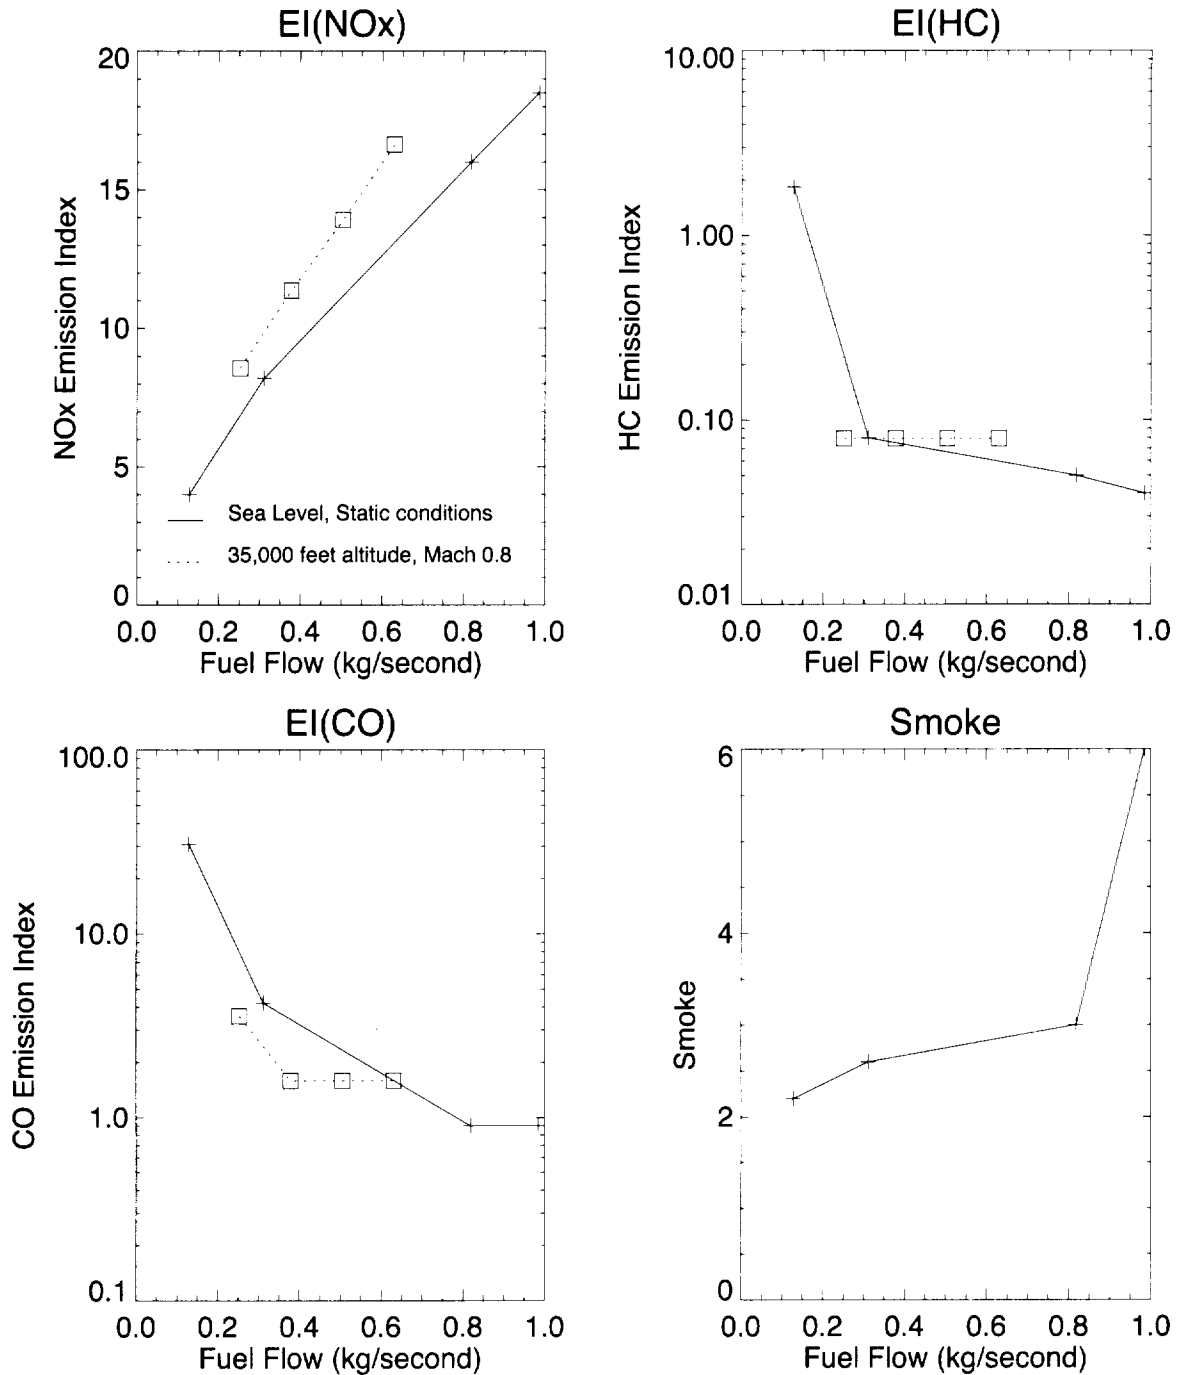 EI(NOx)
20
15
10
5
0
NOx Emission Index
Sea Level, Static conditions
35,000 feet altitude, Mach 0.8
0.0 0.2 0.4 0.6 0.8 1.0
Fuel Flow (kg/second)
EI(HC)
10.00
1.00
0.10
0.01
HC Emission Index
0.0 0.2 0.4 0.6 0.8 1.0
Fuel Flow (kg/second)
EI(CO)
100.0
10.0
1.0
0.1
CO Emission Index
0.0 0.2 0.4 0.6 0.8 1.0
Fuel Flow (kg/second)
Smoke
6
4
2
0
Smoke
0.0 0.2 0.4 0.6 0.8 1.0
Fuel Flow (kg/second)